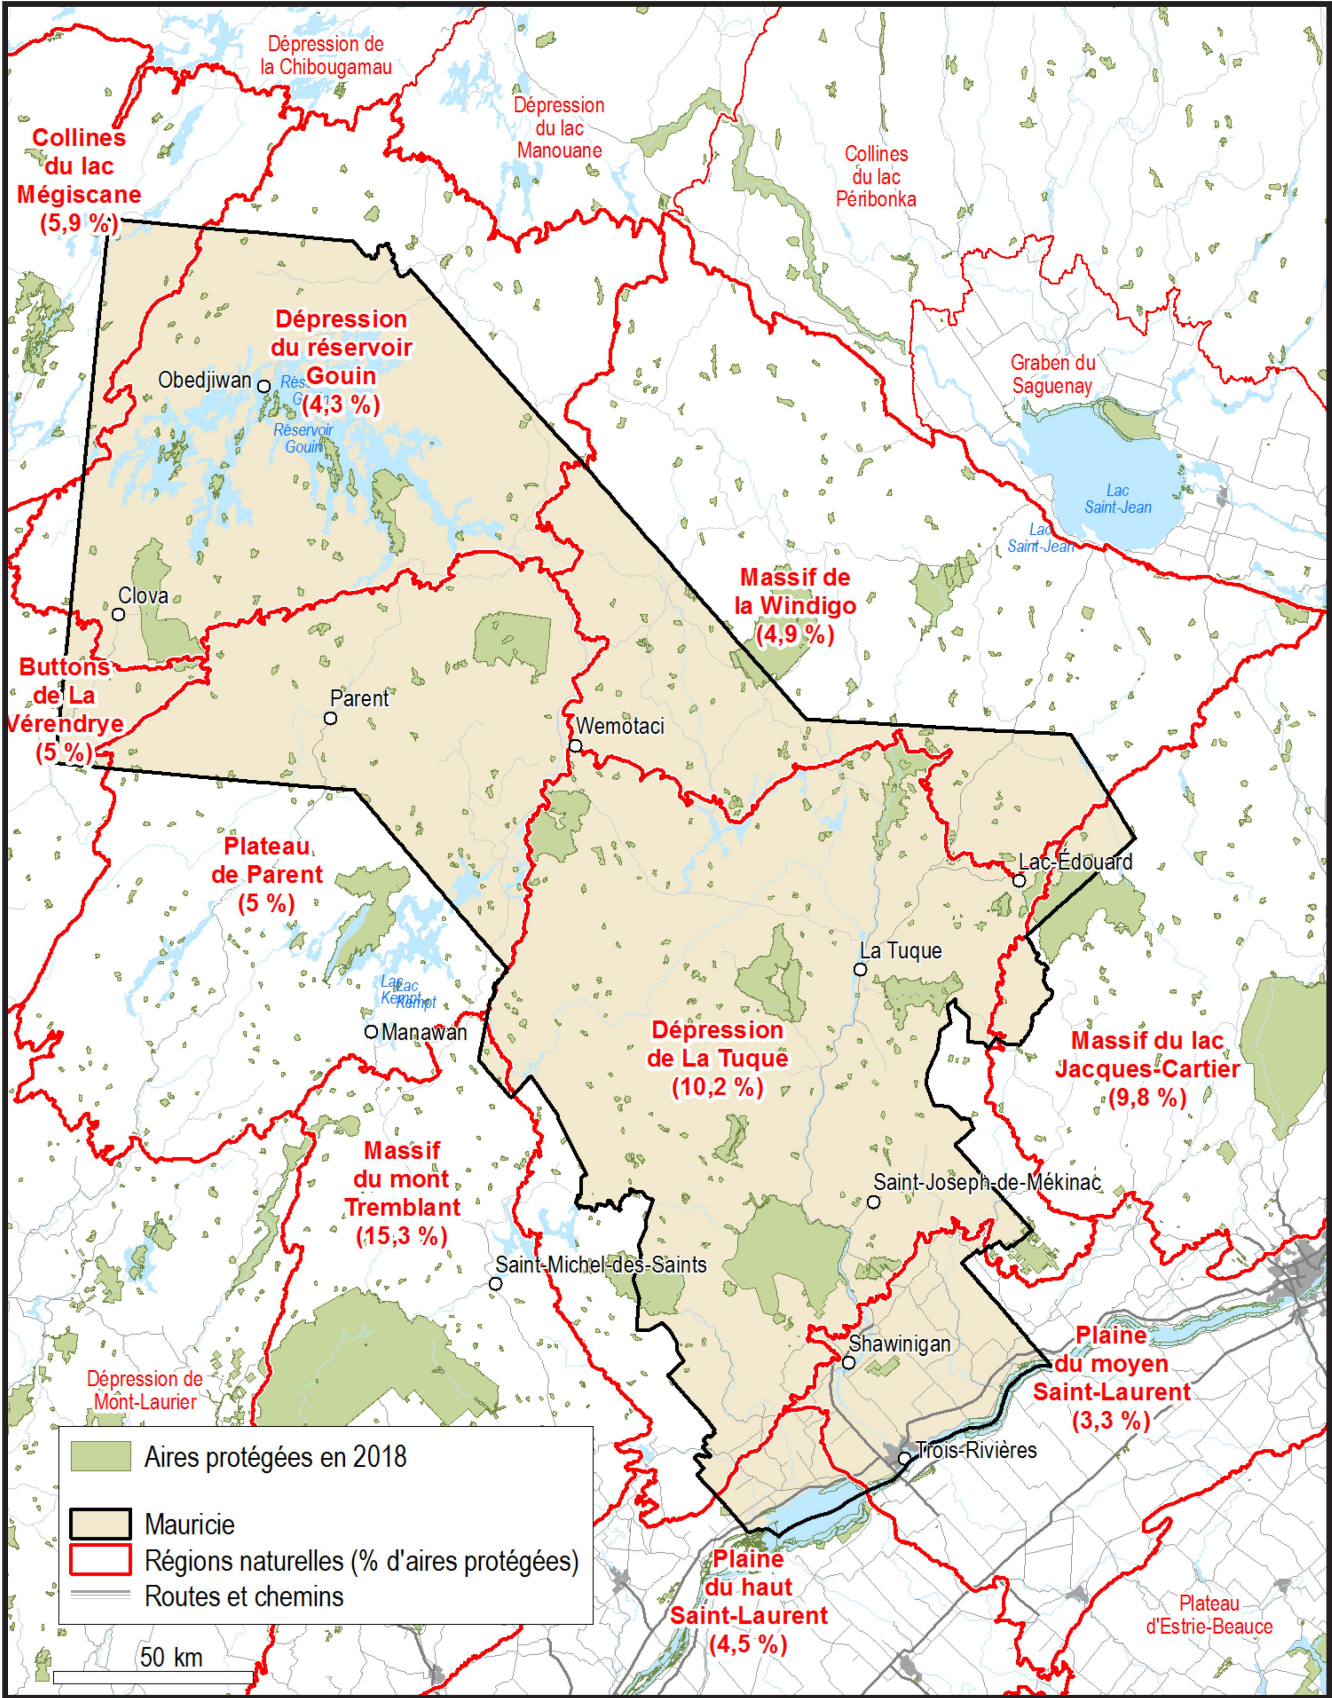 Dépression de
la Chibougamau
Dépression
du lac
Manouane
Collines
du lac
Mégiscane
(5,9 %)
Collines
du lac
Péribonka
Dépression
du réservoir
Gouin
(4,3 %)
Obedjiwan
Réservoir
Gouin
Graben du
Saguenay
Lac
Saint-Jean
Lac
Saint-Jean
Massif de
la Windigo
(4,9 %)
Clova
Buttons
de La
Vérendrye
(5 %)
Parent
Wemotaci
Plateau
de Parent
(5 %)
Lac-Édouard
La Tuque
Lac
Kempt
Lac
Kempt
Manawan
Dépression
de La Tuque
(10,2 %)
Massif du lac
Jacques-Cartier
(9,8 %)
Massif
du mont
Tremblant
(15,3 %)
Saint-Joseph-de-Mékinac
Saint-Michel-des-Saints
Shawinigan
Plaine
du moyen
Saint-Laurent
(3,3 %)
Dépression de
Mont-Laurier
Trois-Rivières
Plaine
du haut
Saint-Laurent
(4,5 %)
Plateau
d'Estrie-Beauce
Aires protégées en 2018
Mauricie
Régions naturelles (% d'aires protégées)
Routes et chemins
50 km